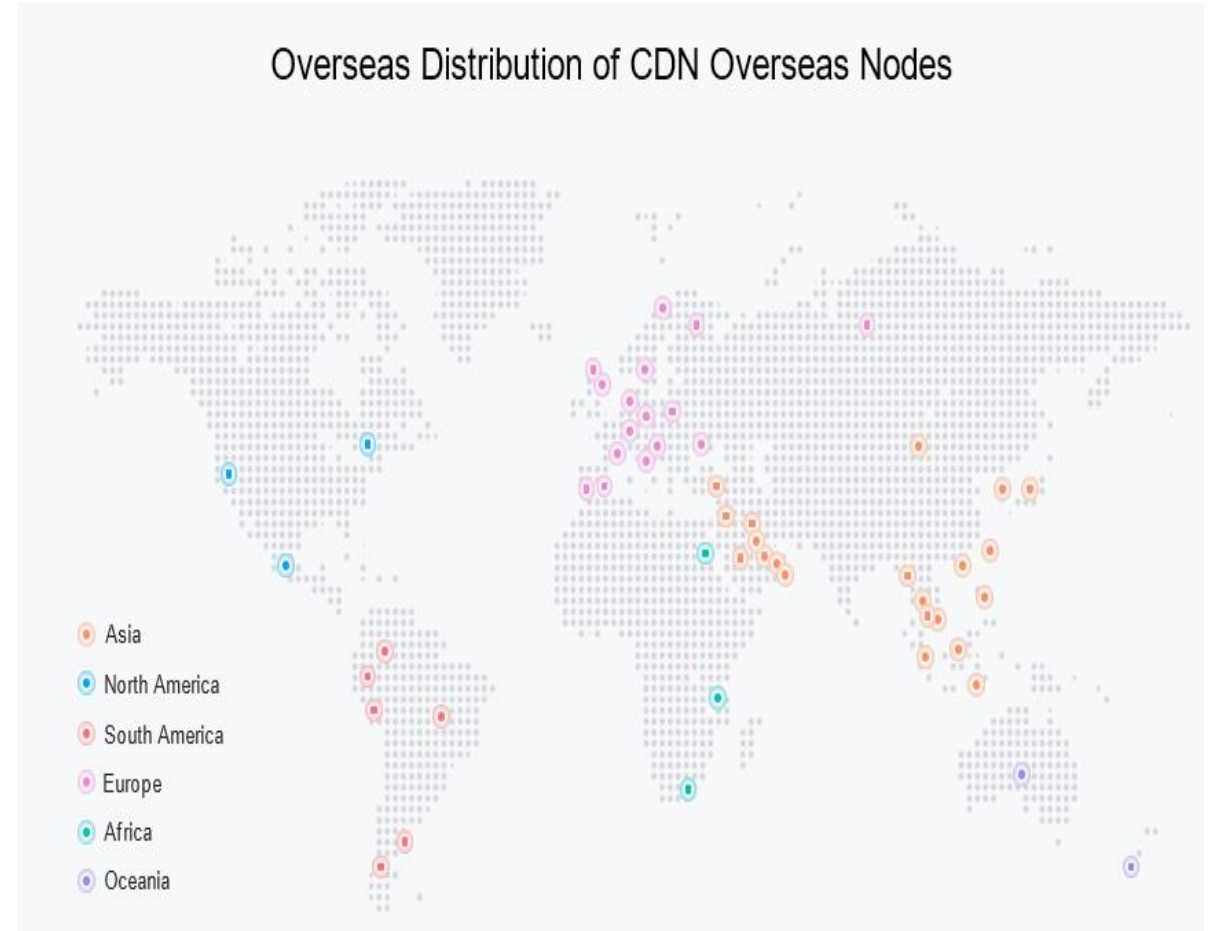 Overseas Distribution of CDN Overseas Nodes
Asia
North America
South America
Europe
Africa
Oceania